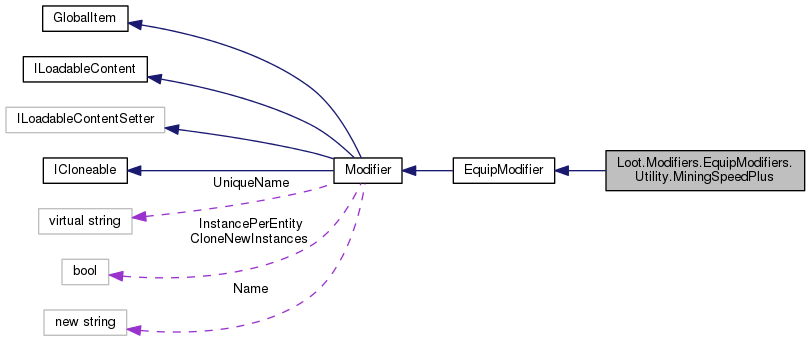 GlobalItem
ILoadableContent
ILoadableContentSetter
ICloneable
Modifier
EquipModifier
Loot.Modifiers.EquipModifiers.
Utility.MiningSpeedPlus
UniqueName
virtual string
InstancePerEntity
CloneNewInstances
bool
Name
new string